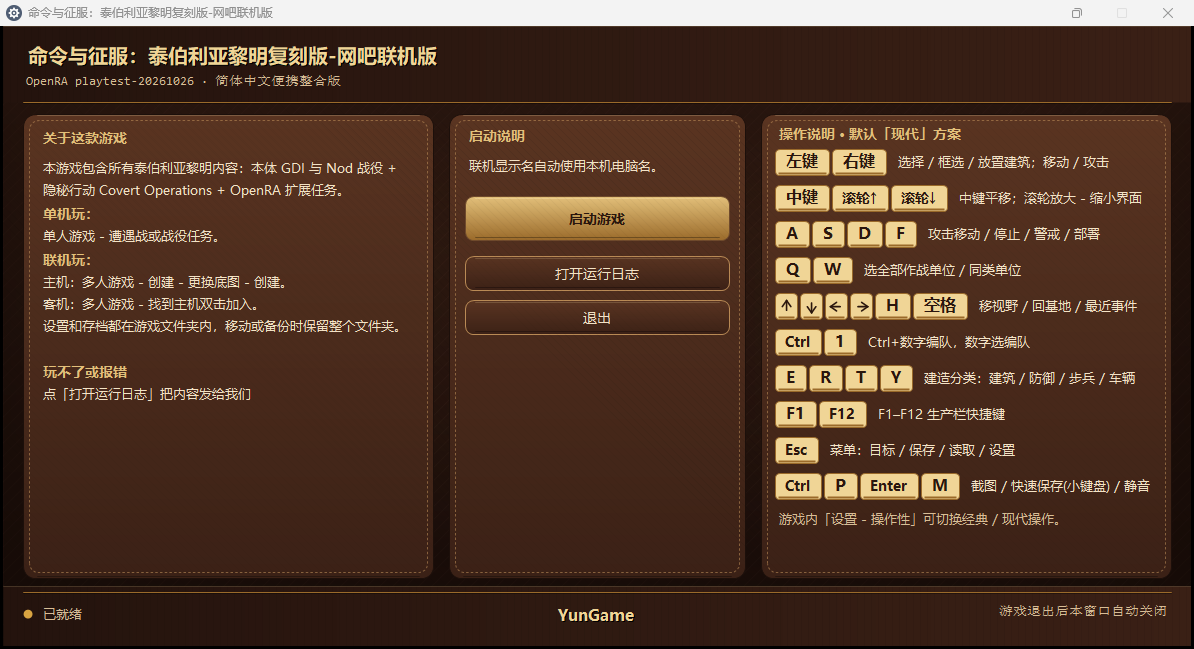 命令与征服：泰伯利亚黎明复刻版-网吧联机版
命令与征服：泰伯利亚黎明复刻版-网吧联机版
OpenRA playtest-20261026 · 简体中文便携整合版
关于这款游戏
本游戏包含所有泰伯利亚黎明内容：本体 GDI 与 Nod 战役 +
隐秘行动 Covert Operations + OpenRA 扩展任务。
单机玩：
单人游戏 - 遭遇战或战役任务。
联机玩：
主机：多人游戏 - 创建 - 更换底图 - 创建。
客机：多人游戏 - 找到主机双击加入。
设置和存档都在游戏文件夹内，移动或备份时保留整个文件夹。
玩不了或报错
点「打开运行日志」把内容发给我们
启动说明
联机显示名自动使用本机电脑名。
启动游戏
打开运行日志
退出
操作说明 • 默认「现代」方案
左键 右键 选择 / 框选 / 放置建筑；移动 / 攻击
中键 滚轮↑ 滚轮↓ 中键平移；滚轮放大 - 缩小界面
A S D F 攻击移动 / 停止 / 警戒 / 部署
Q W 选全部作战单位 / 同类单位
↑ ↓ ← → H 空格 移视野 / 回基地 / 最近事件
Ctrl 1 Ctrl+数字编队，数字选编队
E R T Y 建造分类：建筑 / 防御 / 步兵 / 车辆
F1 F12 F1–F12 生产栏快捷键
Esc 菜单：目标 / 保存 / 读取 / 设置
Ctrl P Enter M 截图 / 快速保存(小键盘) / 静音
游戏内「设置 - 操作性」可切换经典 / 现代操作。
已就绪
YunGame
游戏退出后本窗口自动关闭